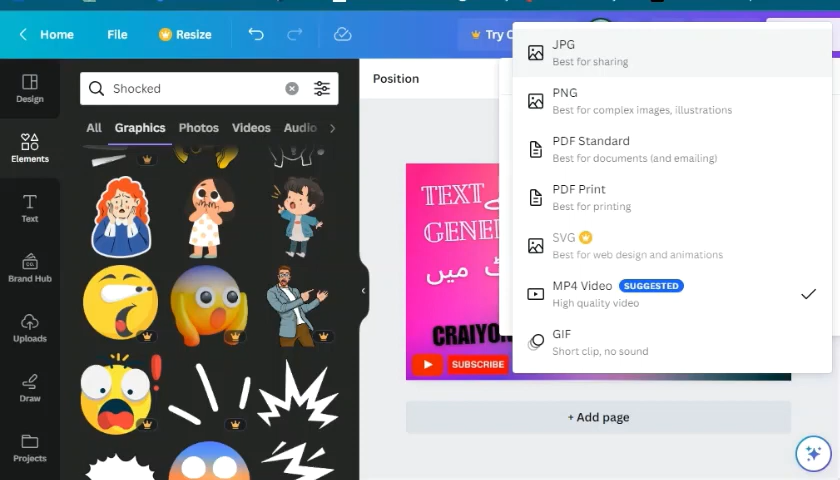 Home
File
Resize
Design
Elements
Text
Brand Hub
Uploads
Draw
Projects
Shocked
All
Graphics
Photos
Videos
Audio
Position
TEXT
میں
CRAIYON
SUBSCRIBE
+ Add page
JPG
Best for sharing
PNG
Best for complex images, illustrations
PDF Standard
Best for documents (and emailing)
PDF Print
Best for printing
SVG
Best for web design and animations
MP4 Video SUGGESTED
High quality video
GIF
Short clip, no sound